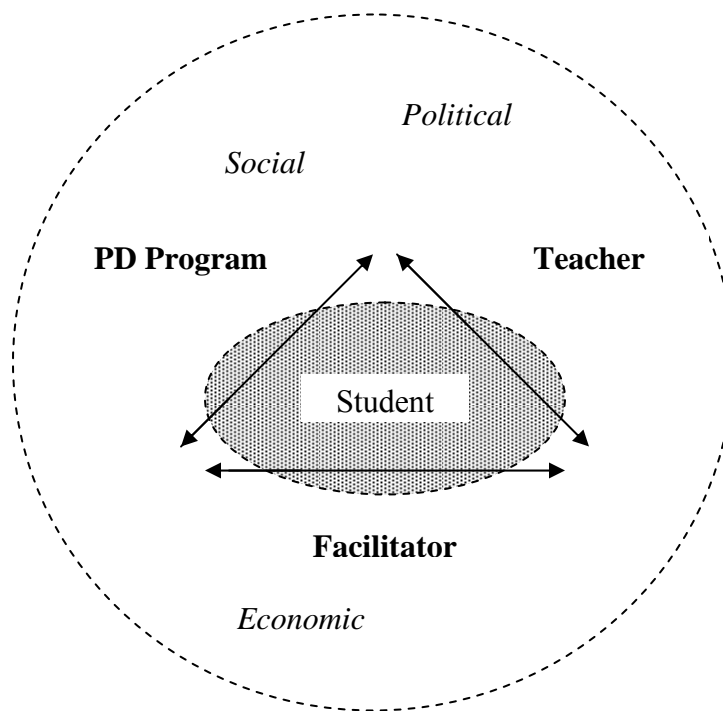 Political
Social
PD Program
Teacher
Student
Facilitator
Economic